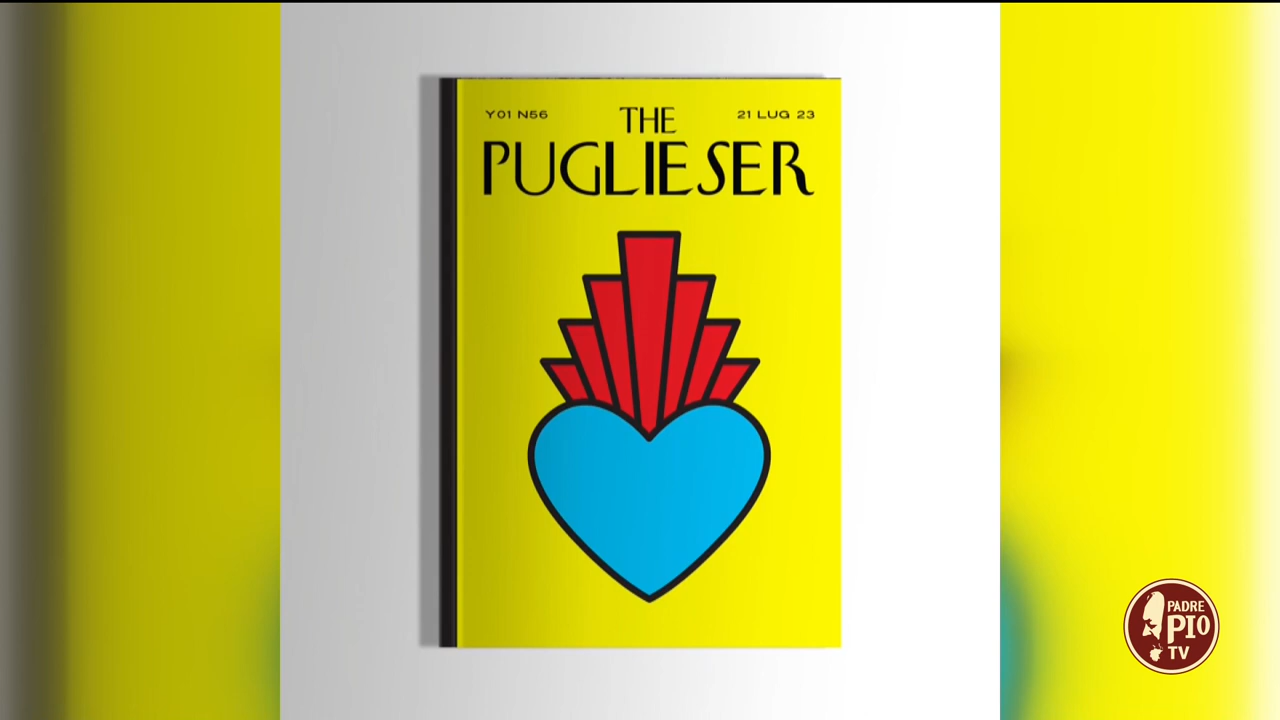 Y01 N56
THE
21 LUG 23
PUGLIESER
PADRE
PIO
TV